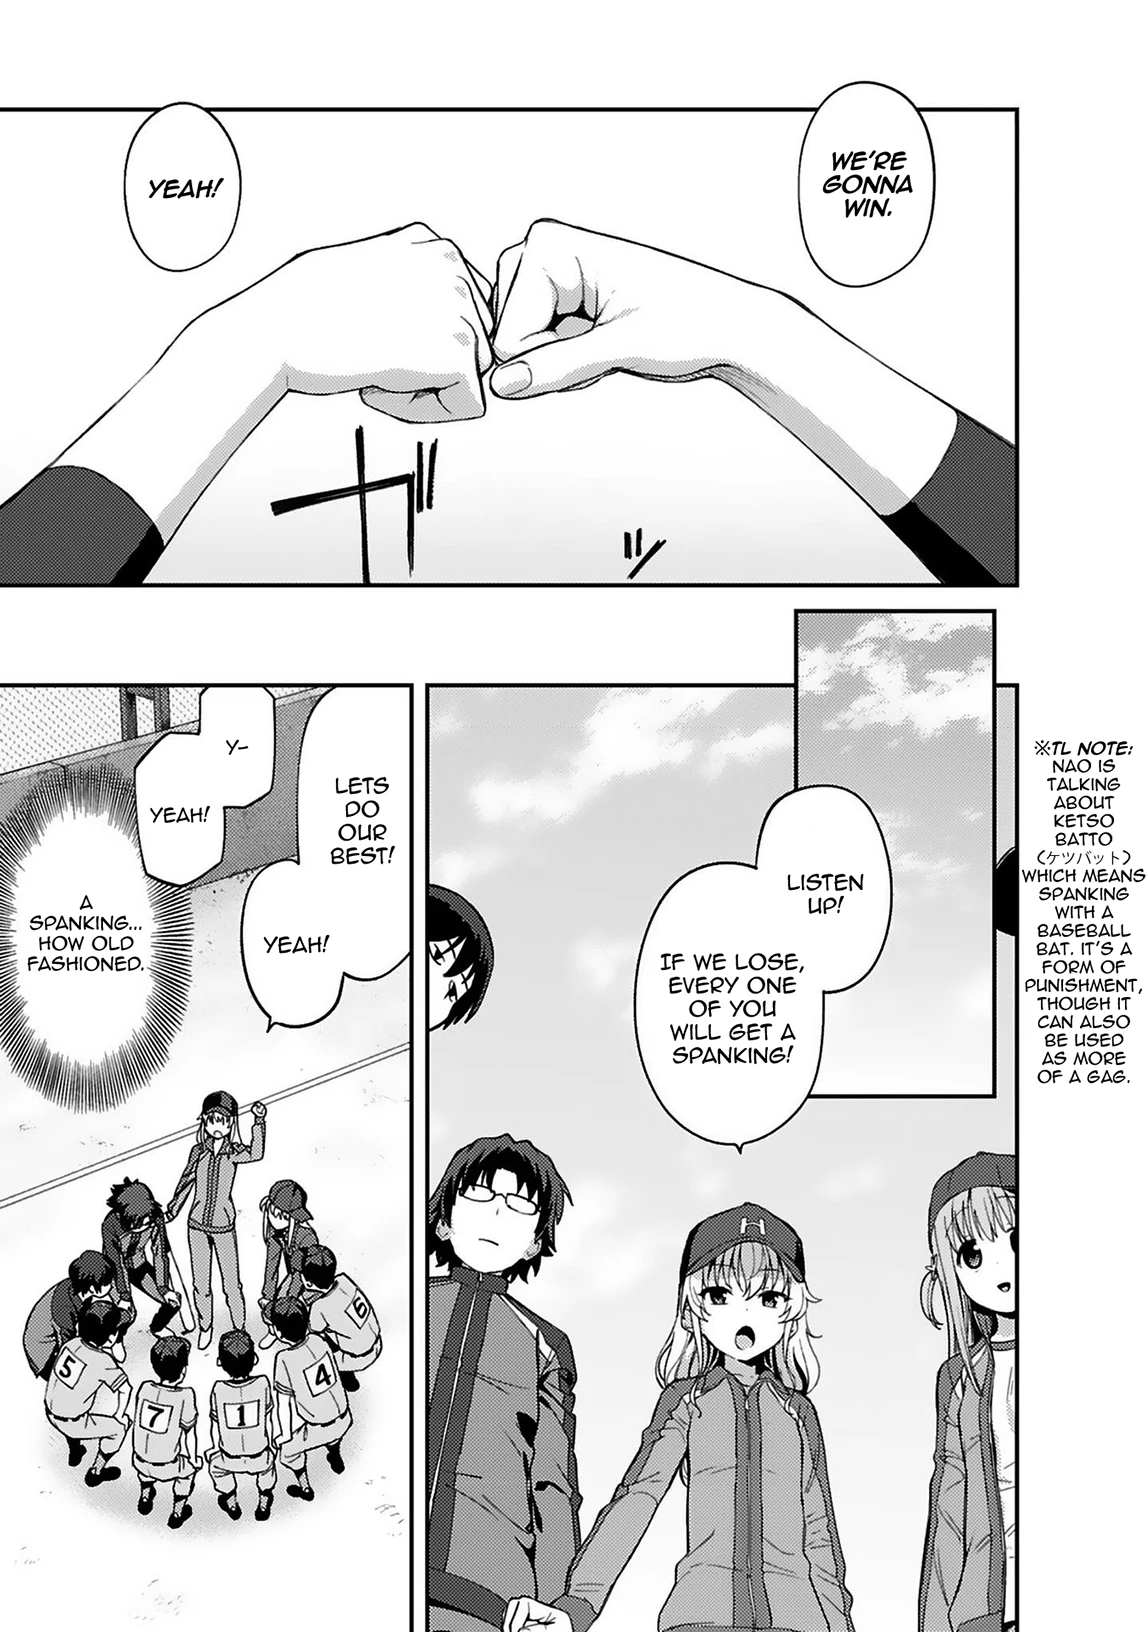 WE'RE
GONNA
WIN.
YEAH!
ガッ
LISTEN
UP!
IF WE LOSE,
EVERY ONE
OF YOU
WILL GET A
SPANKING!
H
※TL NOTE:
NAO IS
TALKING
ABOUT
KETSO
BATTO
(ケツバット)
WHICH MEANS
SPANKING
WITH A
BASEBALL
BAT. IT'S A
FORM OF
PUNISHMENT,
THOUGH IT
CAN ALSO
BE USED
AS MORE
OF A GAG.
LETS
DO
OUR
BEST!
YEAH!
Y-
YEAH!
A
SPANKING...
HOW OLD
FASHIONED.
6
5
4
7
1